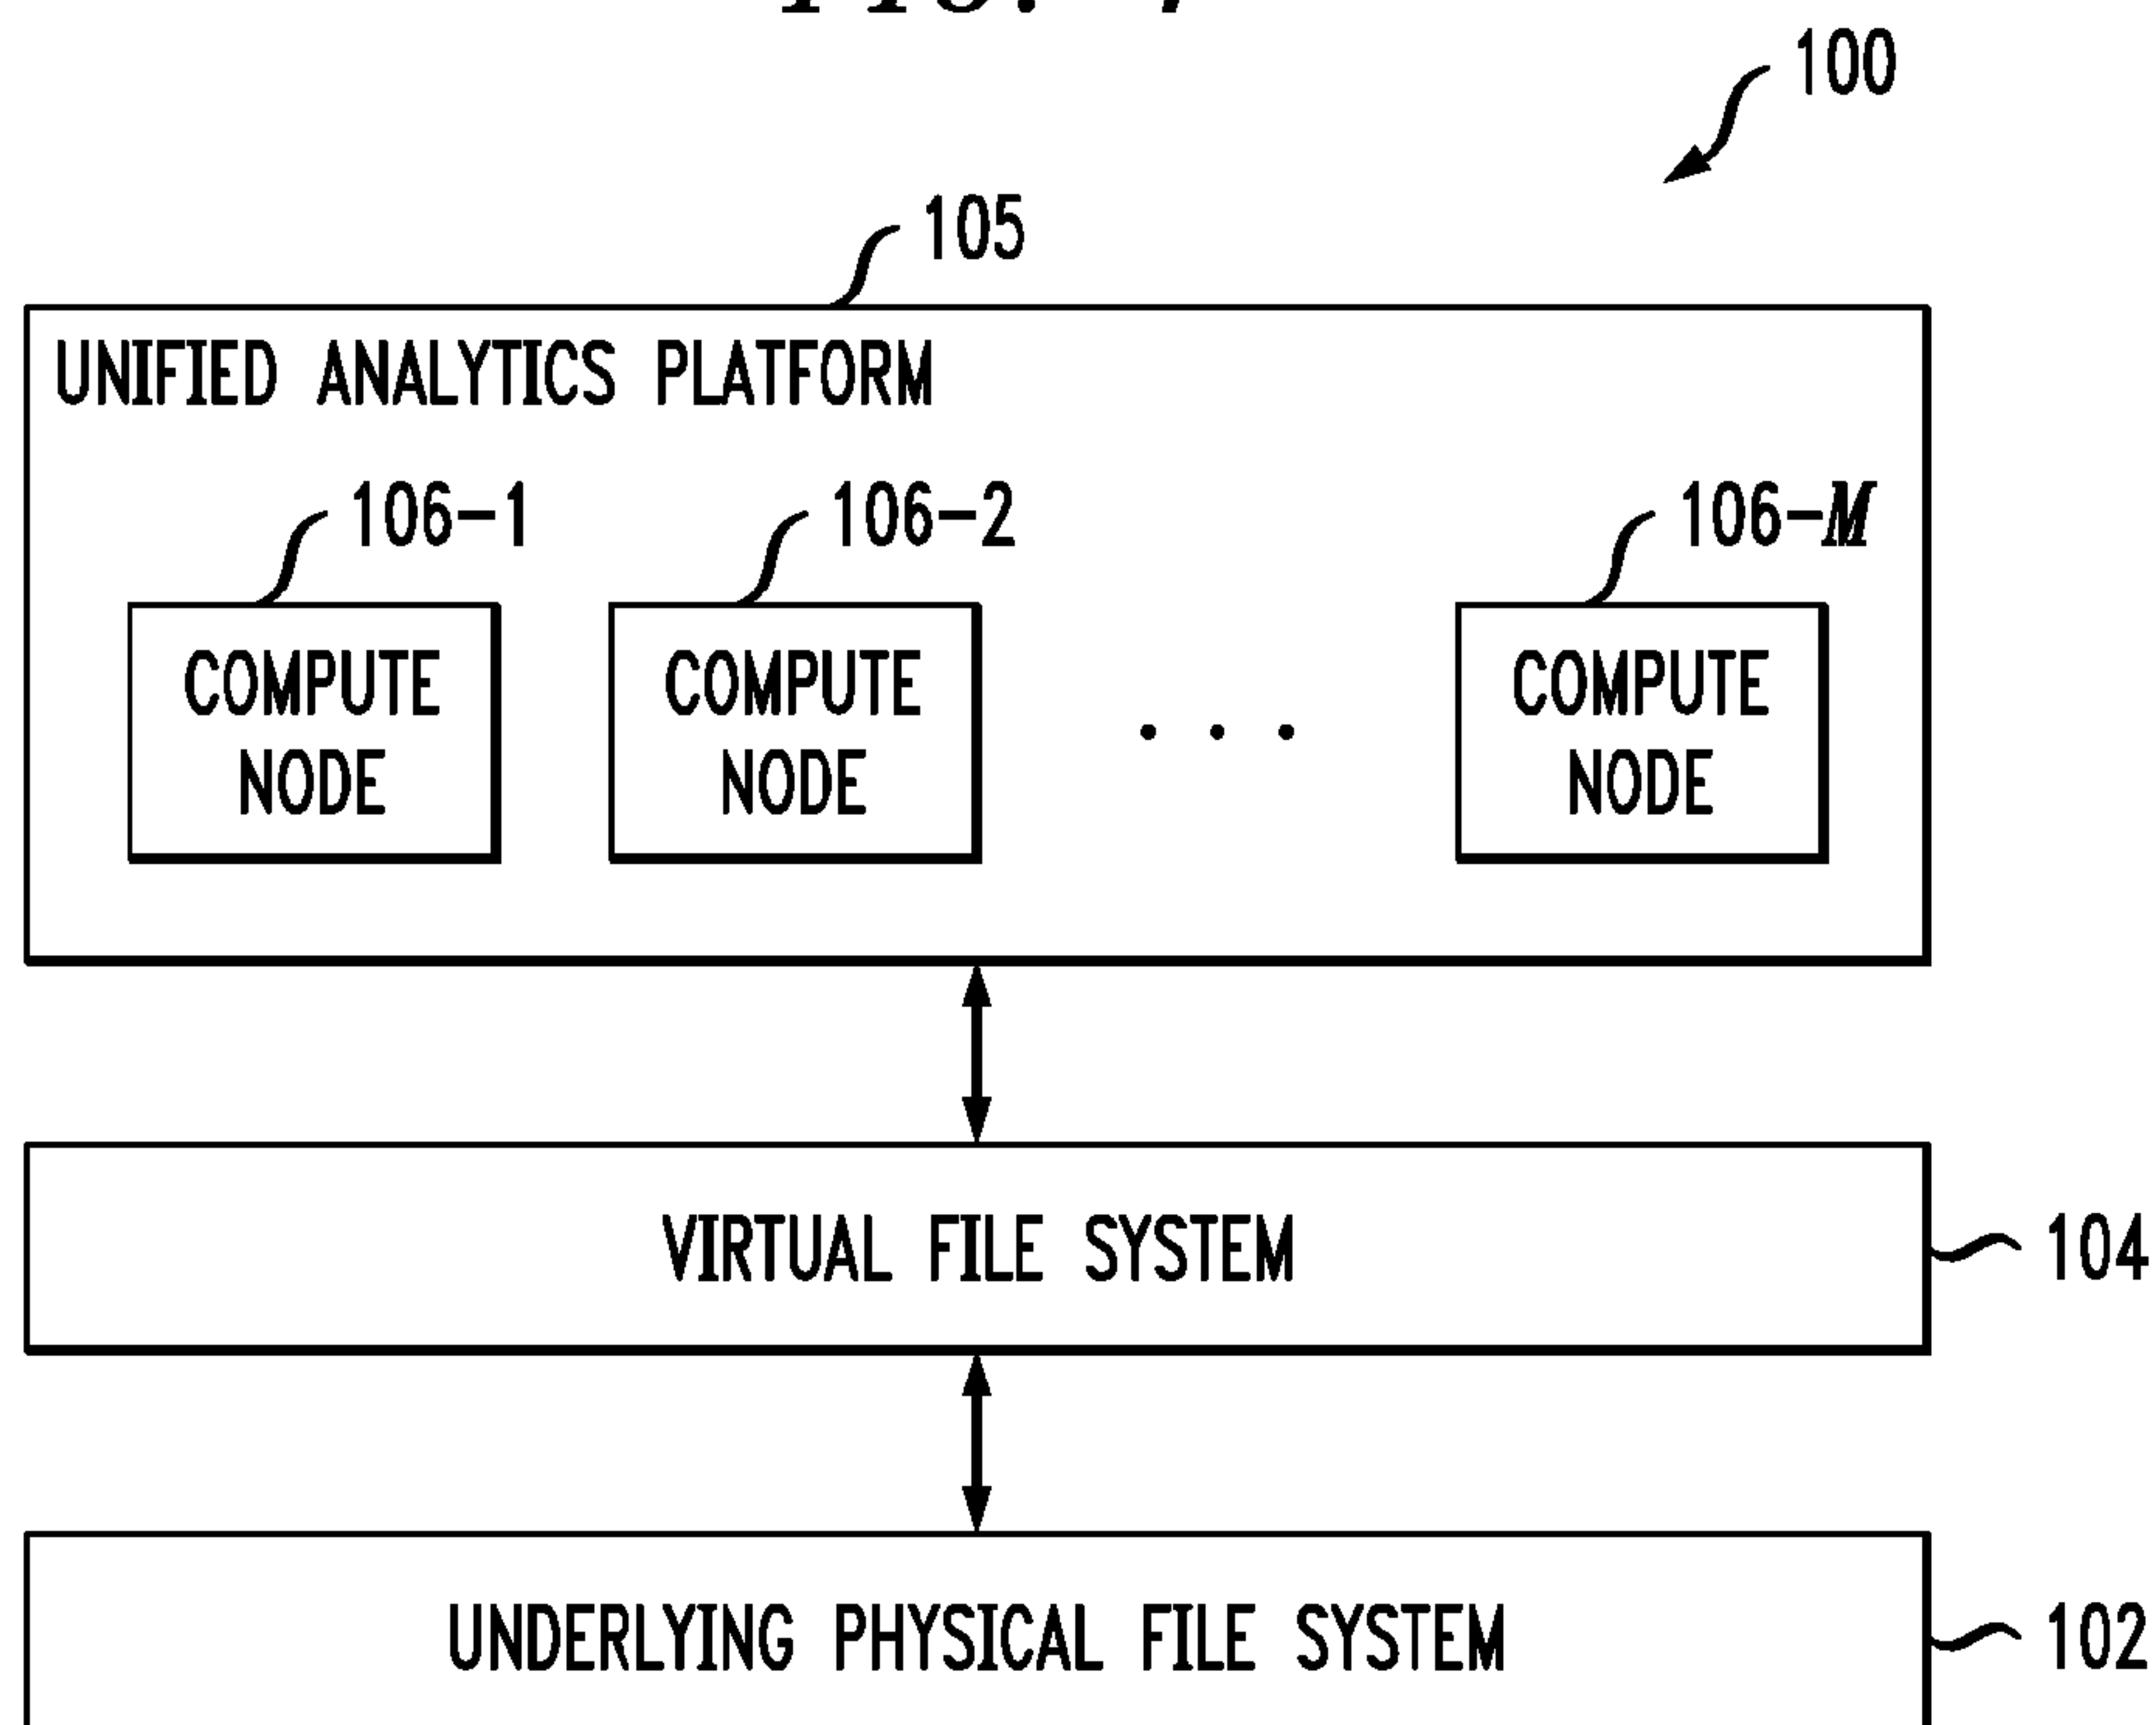 100
105
UNIFIED ANALYTICS PLATFORM
106-1 106-2 106-M
COMPUTE NODE
COMPUTE NODE
. . .
COMPUTE NODE
VIRTUAL FILE SYSTEM
104
UNDERLYING PHYSICAL FILE SYSTEM
102